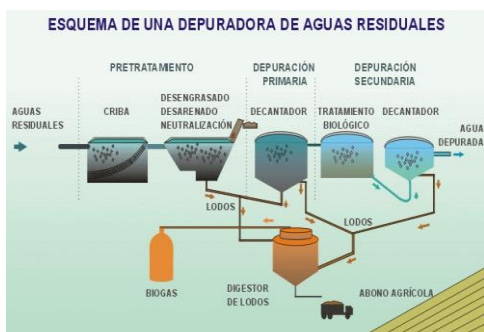 ESQUEMA DE UNA DEPURADORA DE AGUAS RESIDUALES
PRETRATAMIENTO
DEPURACIÓN
PRIMARIA
DEPURACIÓN
SECUNDARIA
AGUAS
RESIDUALES
CRIBA
DESENGRASADO
DESARENADO
NEUTRALIZACIÓN
DECANTADOR
TRATAMIENTO
BIOLÓGICO
DECANTADOR
AGUA
DEPURADA
LODOS
LODOS
BIOGAS
DIGESTOR
DE LODOS
ABONO AGRÍCOLA